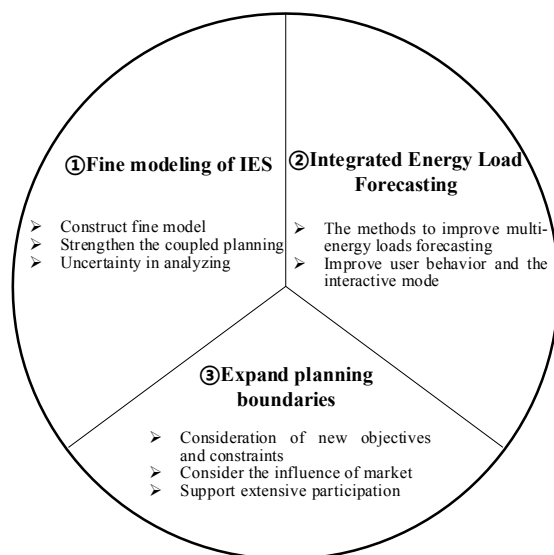 ①Fine modeling of IES
➢ Construct fine model
➢ Strengthen the coupled planning
➢ Uncertainty in analyzing
②Integrated Energy Load
Forecasting
➢ The methods to improve multi-
energy loads forecasting
➢ Improve user behavior and the
interactive mode
③Expand planning
boundaries
➢ Consideration of new objectives
and constraints
➢ Consider the influence of market
➢ Support extensive participation